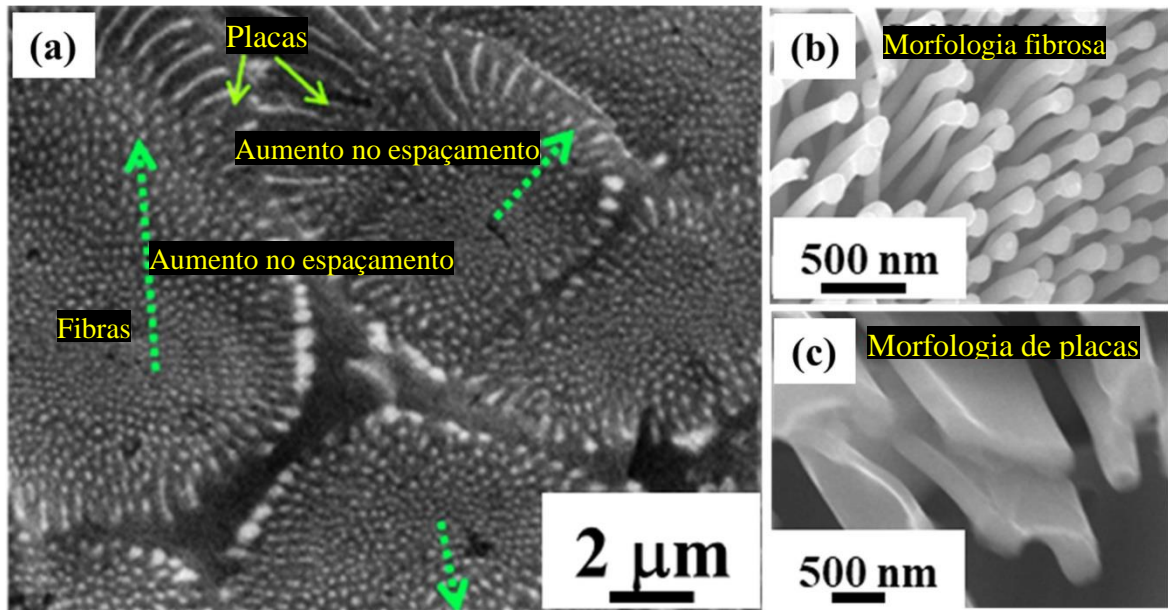 (a)
Placas
Aumento no espaçamento
Aumento no espaçamento
Fibras
2 μm
(b)
Morfologia fibrosa
500 nm
(c)
Morfologia de placas
500 nm